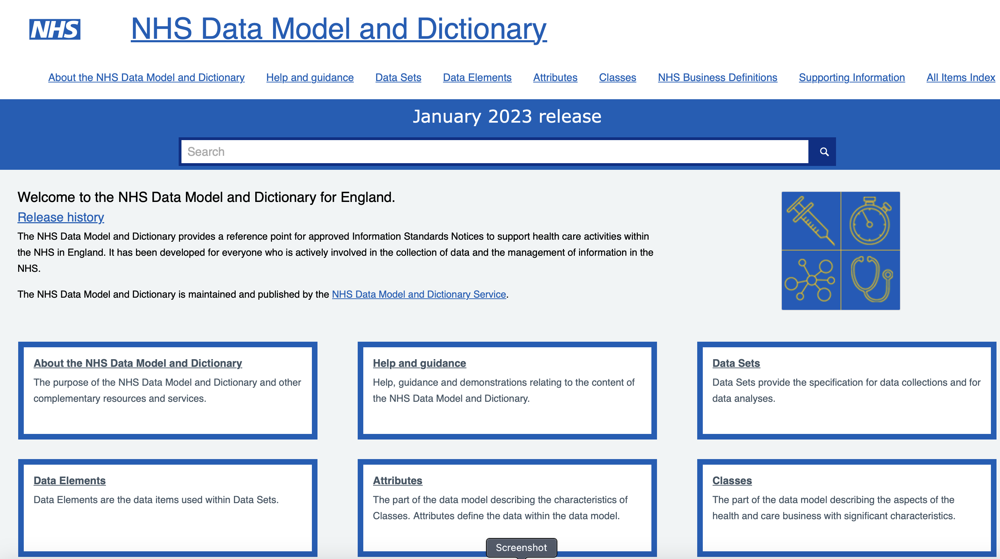 NHS
NHS Data Model and Dictionary
About the NHS Data Model and Dictionary Help and guidance Data Sets Data Elements Attributes Classes NHS Business Definitions Supporting Information All Items Index
January 2023 release
Search
Welcome to the NHS Data Model and Dictionary for England.
Release history
The NHS Data Model and Dictionary provides a reference point for approved Information Standards Notices to support health care activities within
the NHS in England. It has been developed for everyone who is actively involved in the collection of data and the management of information in the
NHS.
The NHS Data Model and Dictionary is maintained and published by the NHS Data Model and Dictionary Service.
About the NHS Data Model and Dictionary
The purpose of the NHS Data Model and Dictionary and other
complementary resources and services.
Help and guidance
Help, guidance and demonstrations relating to the content of
the NHS Data Model and Dictionary.
Data Sets
Data Sets provide the specification for data collections and for
data analyses.
Data Elements
Data Elements are the data items used within Data Sets.
Attributes
The part of the data model describing the characteristics of
Classes. Attributes define the data within the data model.
Classes
The part of the data model describing the aspects of the
health and care business with significant characteristics.
Screenshot